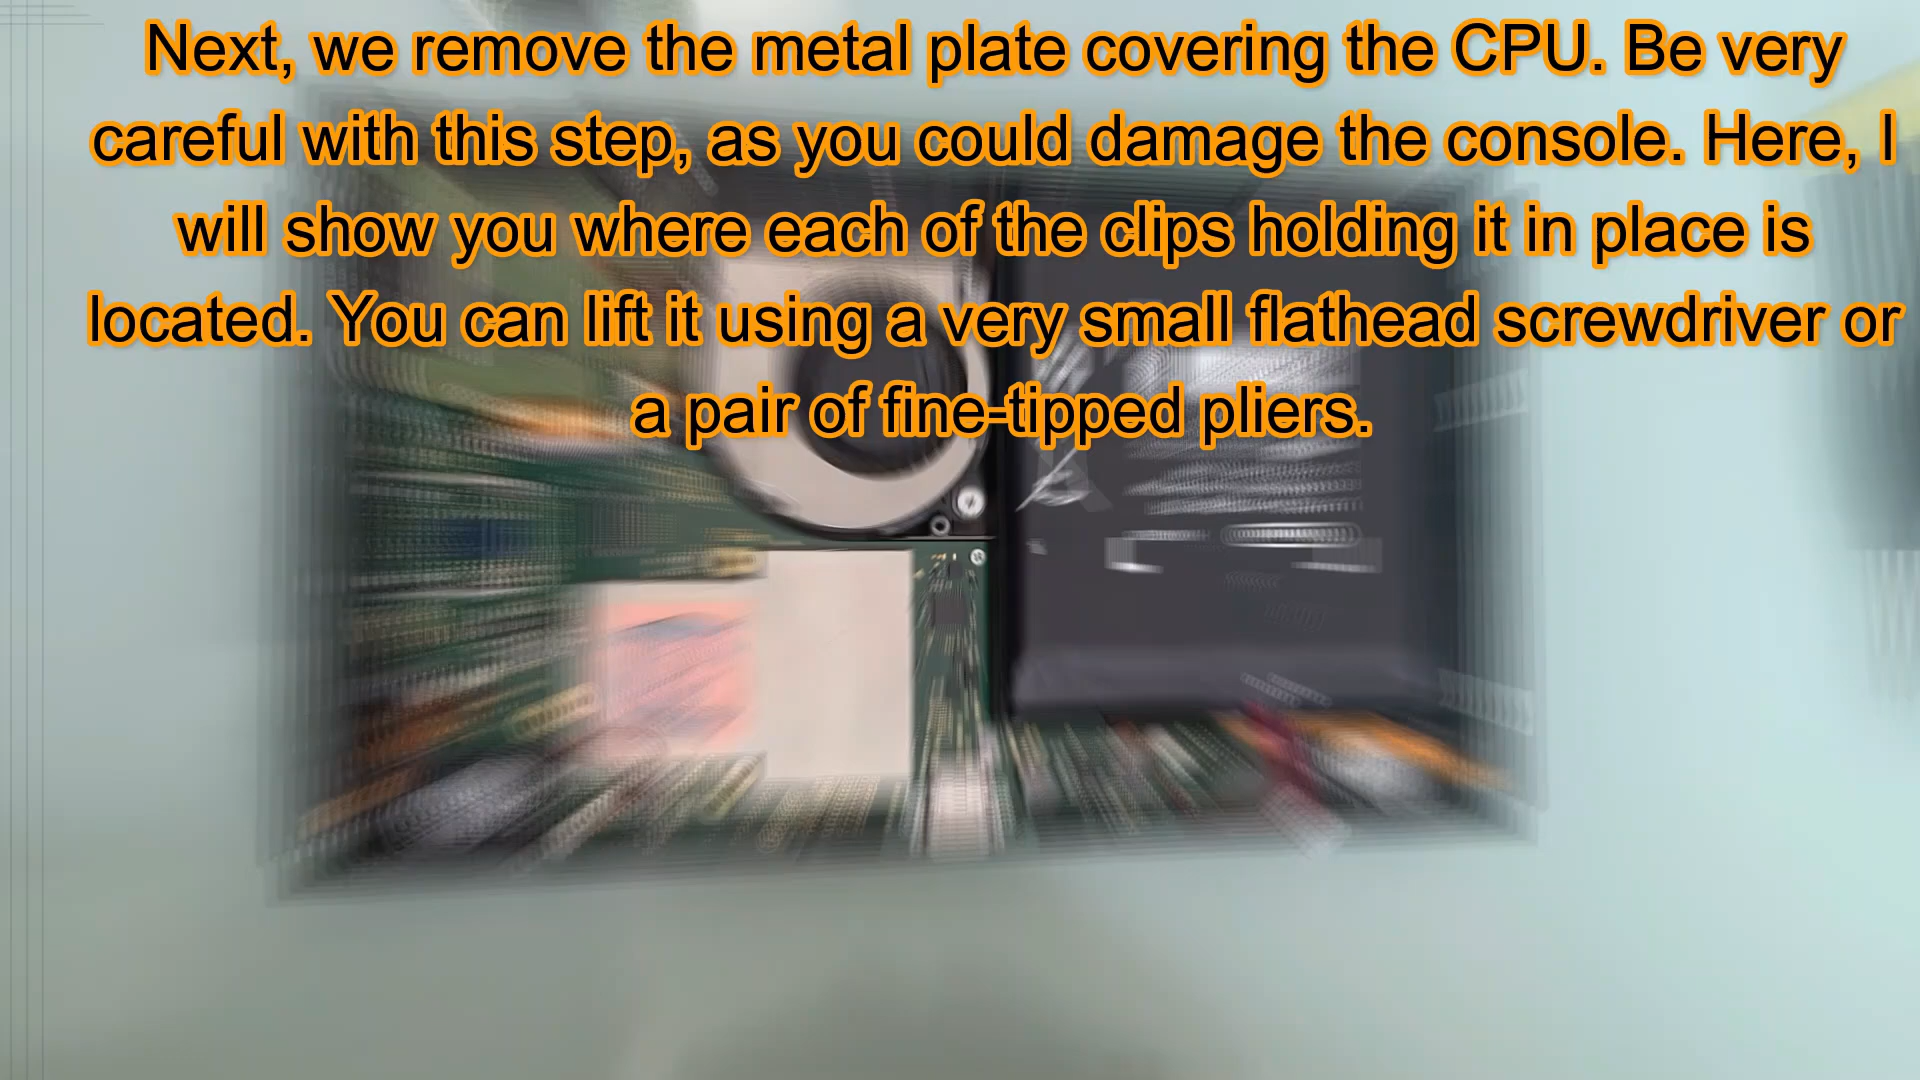 Next, we remove the metal plate covering the CPU. Be very
careful with this step, as you could damage the console. Here, I
will show you where each of the clips holding it in place is
located. You can lift it using a very small flathead screwdriver or
a pair of fine-tipped pliers.